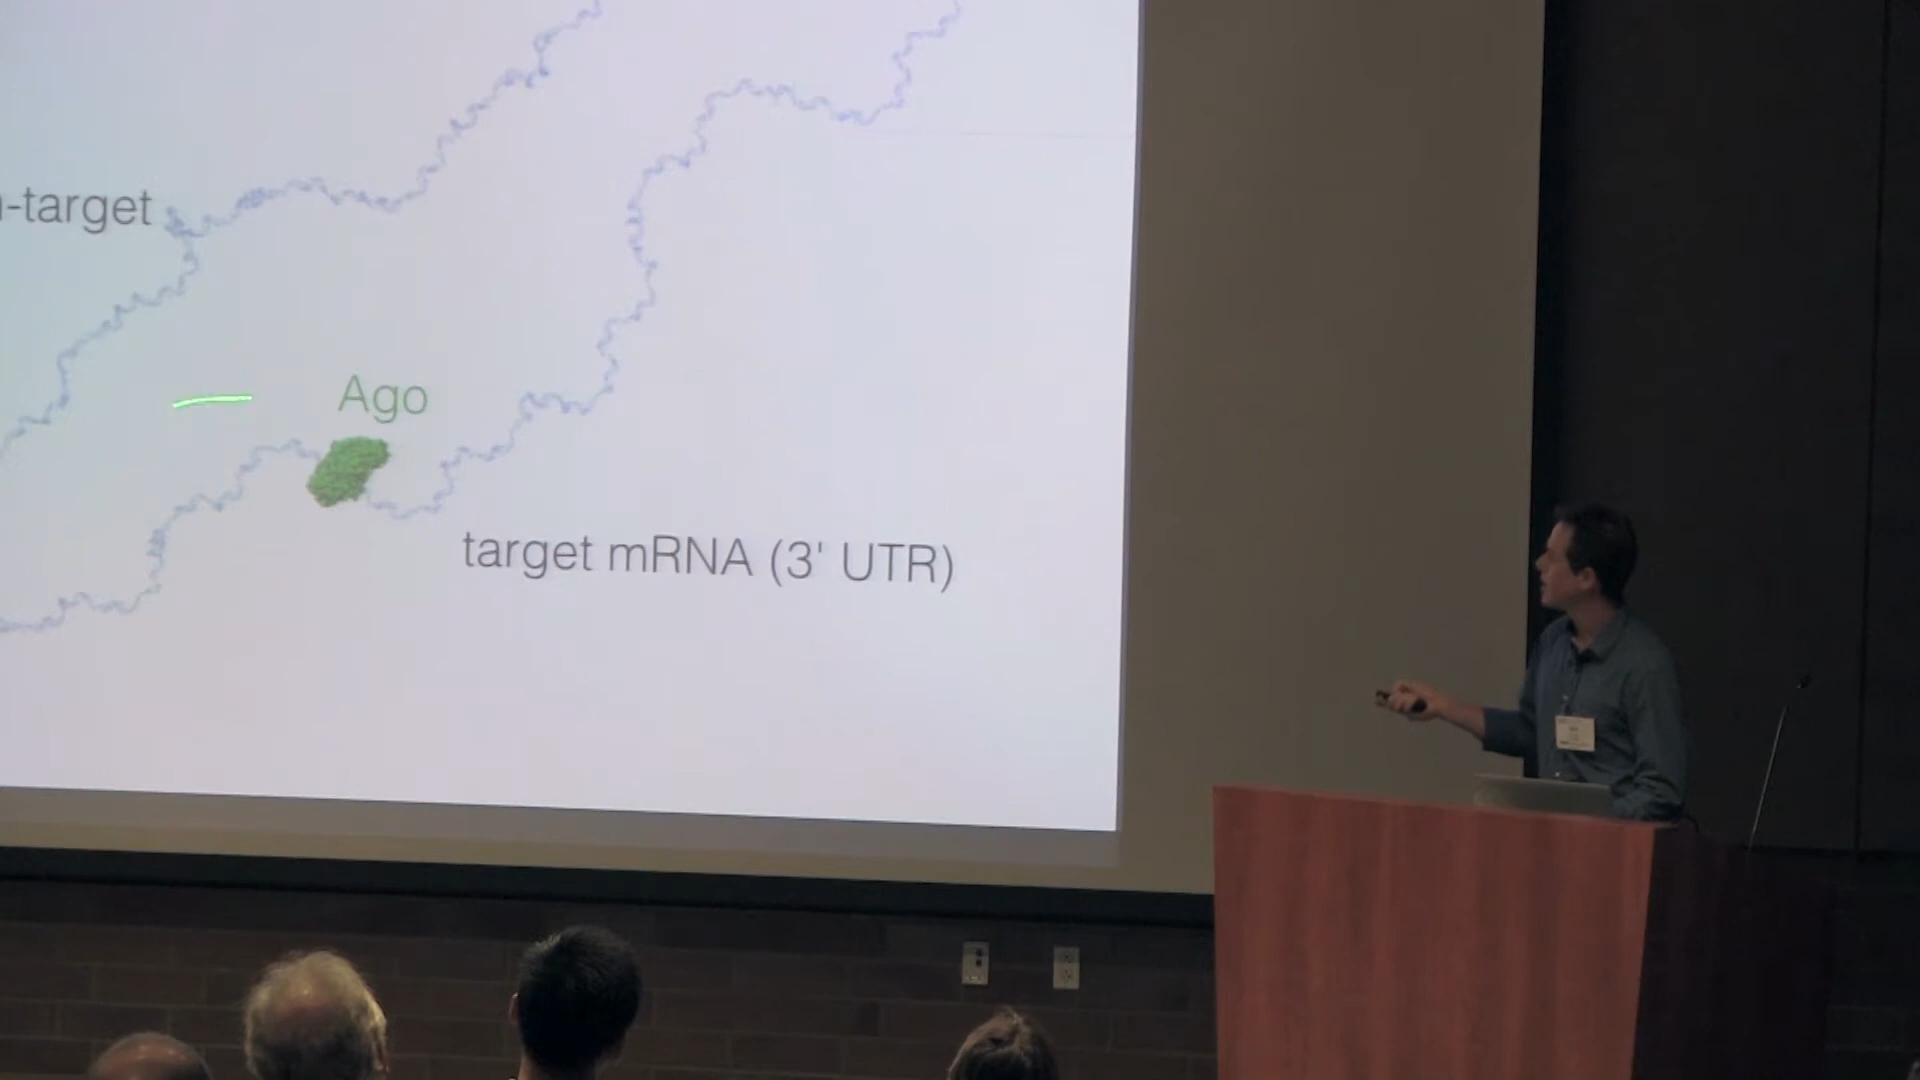 -target
Ago
target mRNA (3' UTR)